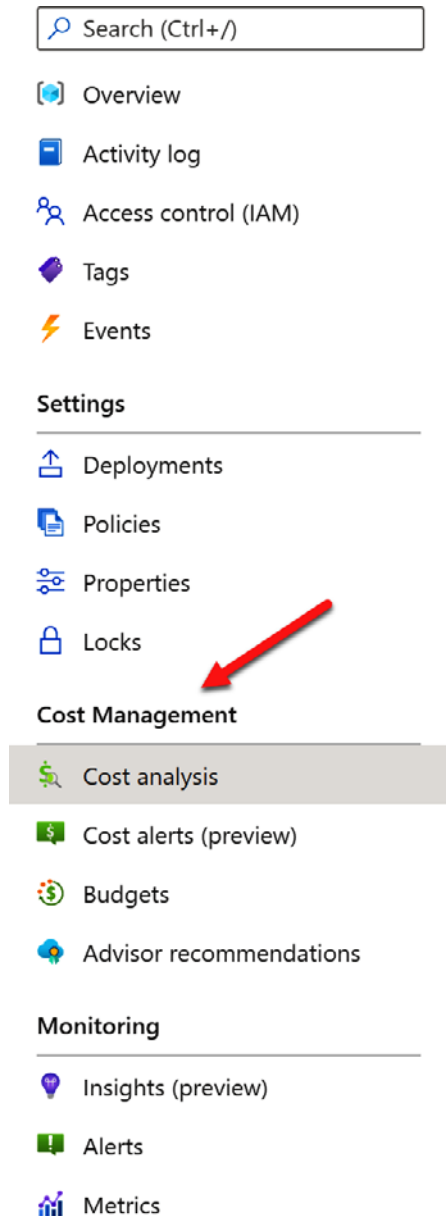 Search (Ctrl+/)
Overview
Activity log
Access control (IAM)
Tags
Events
Settings
Deployments
Policies
Properties
Locks
Cost Management
Cost analysis
Cost alerts (preview)
Budgets
Advisor recommendations
Monitoring
Insights (preview)
Alerts
Metrics